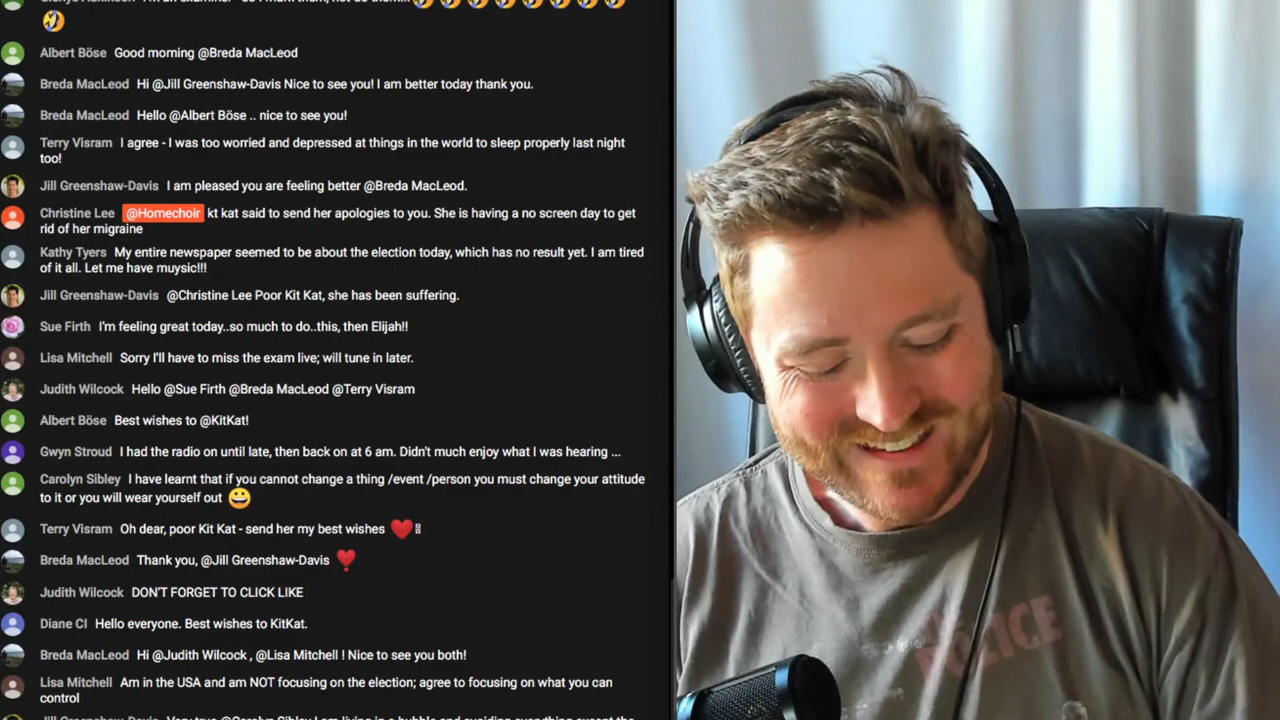 Albert Böse Good morning @Breda MacLeod
Breda MacLeod Hi @Jill Greenshaw-Davis Nice to see you! I am better today thank you.
Breda MacLeod Hello @Albert Böse .. nice to see you!
Terry Visram I agree - I was too worried and depressed at things in the world to sleep properly last night
too!
Jill Greenshaw-Davis I am pleased you are feeling better @Breda MacLeod.
Christine Lee @Homechoir kt kat said to send her apologies to you. She is having a no screen day to get
rid of her migraine
Kathy Tyers My entire newspaper seemed to be about the election today, which has no result yet. I am tired
of it all. Let me have muysic!!!
Jill Greenshaw-Davis @Christine Lee Poor Kit Kat, she has been suffering.
Sue Firth I'm feeling great today..so much to do..this, then Elijah!!
Lisa Mitchell Sorry I'll have to miss the exam live; will tune in later.
Judith Wilcock Hello @Sue Firth @Breda MacLeod @Terry Visram
Albert Böse Best wishes to @KitKat!
Gwyn Stroud I had the radio on until late, then back on at 6 am. Didn't much enjoy what I was hearing ...
Carolyn Sibley I have learnt that if you cannot change a thing /event /person you must change your attitude
to it or you will wear yourself out 😀
Terry Visram Oh dear, poor Kit Kat - send her my best wishes ❤
Breda MacLeod Thank you, @Jill Greenshaw-Davis ❣
Judith Wilcock DON'T FORGET TO CLICK LIKE
Diane Cl Hello everyone. Best wishes to KitKat.
Breda MacLeod Hi @Judith Wilcock , @Lisa Mitchell ! Nice to see you both!
Lisa Mitchell Am in the USA and am NOT focusing on the election; agree to focusing on what you can
control
POLICE